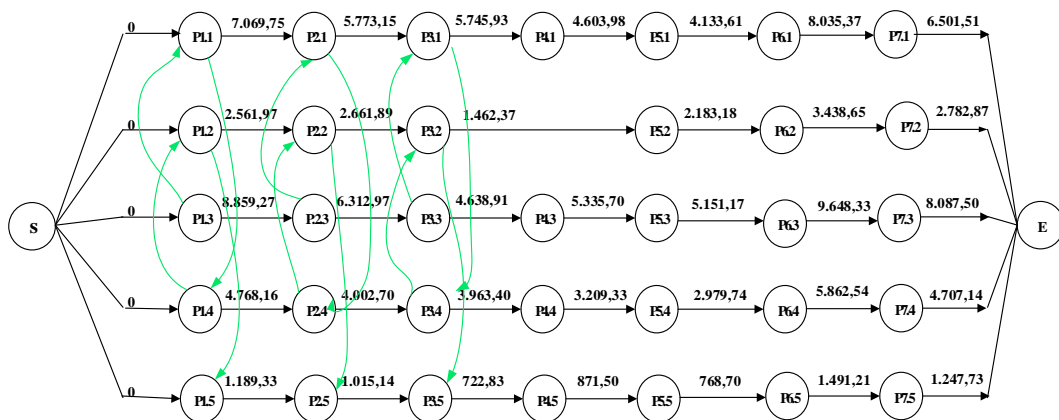 0 P1.1 7.069,75 P2.1 5.773,15 P3.1 5.745,93 P4.1 4.603,98 P5.1 4.133,61 P6.1 8.035,37 P7.1 6.501,51
0 P1.2 2.561,97 P2.2 2.661,89 P3.2 1.462,37 P5.2 2.183,18 P6.2 3.438,65 P7.2 2.782,87
S 0 P1.3 8.859,27 P2.3 6.312,97 P3.3 4.638,91 P4.3 5.335,70 P5.3 5.151,17 P6.3 9.648,33 P7.3 8.087,50 E
0 P1.4 4.768,16 P2.4 4.002,70 P3.4 3.963,40 P4.4 3.209,33 P5.4 2.979,74 P6.4 5.862,54 P7.4 4.707,14
0 P1.5 1.189,33 P2.5 1.015,14 P3.5 722,83 P4.5 871,50 P5.5 768,70 P6.5 1.491,21 P7.5 1.247,73